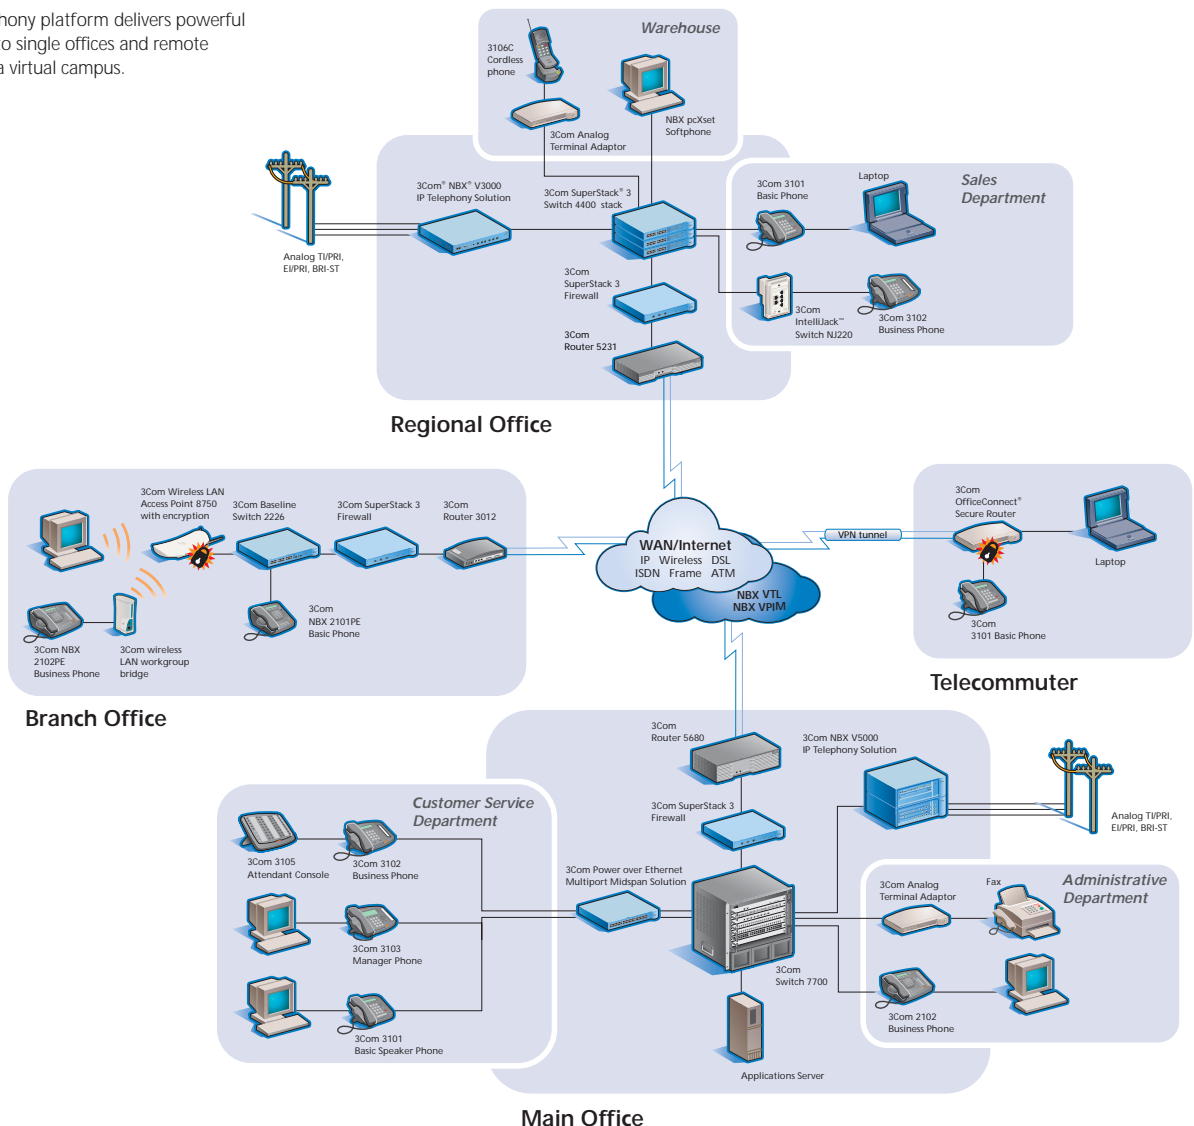 hony platform delivers powerful
to single offices and remote
a virtual campus.
Warehouse
3106C
Cordless
phone
3Com Analog
Terminal Adaptor
NBX pcXset
Softphone
3Com® NBX® V3000
IP Telephony Solution
3Com SuperStack® 3
Switch 4400 stack
Analog TI/PRI,
EI/PRI, BRI-ST
3Com
SuperStack 3
Firewall
3Com
Router 5231
Sales
Department
3Com 3101
Basic Phone
Laptop
3Com
IntelliJack™
Switch NJ220
3Com 3102
Business Phone
Regional Office
3Com Wireless LAN
Access Point 8750
with encryption
3Com Baseline
Switch 2226
3Com SuperStack 3
Firewall
3Com
Router 3012
3Com NBX
2102PE
Business Phone
3Com wireless
LAN workgroup
bridge
3Com
NBX 2101PE
Basic Phone
Branch Office
WAN/Internet
IP Wireless DSL
ISDN Frame ATM
NBX VTL
NBX VPIM
VPN tunnel
3Com
OfficeConnect®
Secure Router
Laptop
3Com
3101 Basic Phone
Telecommuter
3Com
Router 5680
3Com NBX V5000
IP Telephony Solution
3Com SuperStack 3
Firewall
Analog TI/PRI,
EI/PRI, BRI-ST
Customer Service
Department
3Com 3105
Attendant Console
3Com 3102
Business Phone
3Com 3103
Manager Phone
3Com 3101
Basic Speaker Phone
3Com Power over Ethernet
Multiport Midspan Solution
3Com
Switch 7700
Applications Server
Administrative
Department
3Com Analog
Terminal Adaptor
Fax
3Com 2102
Business Phone
Main Office